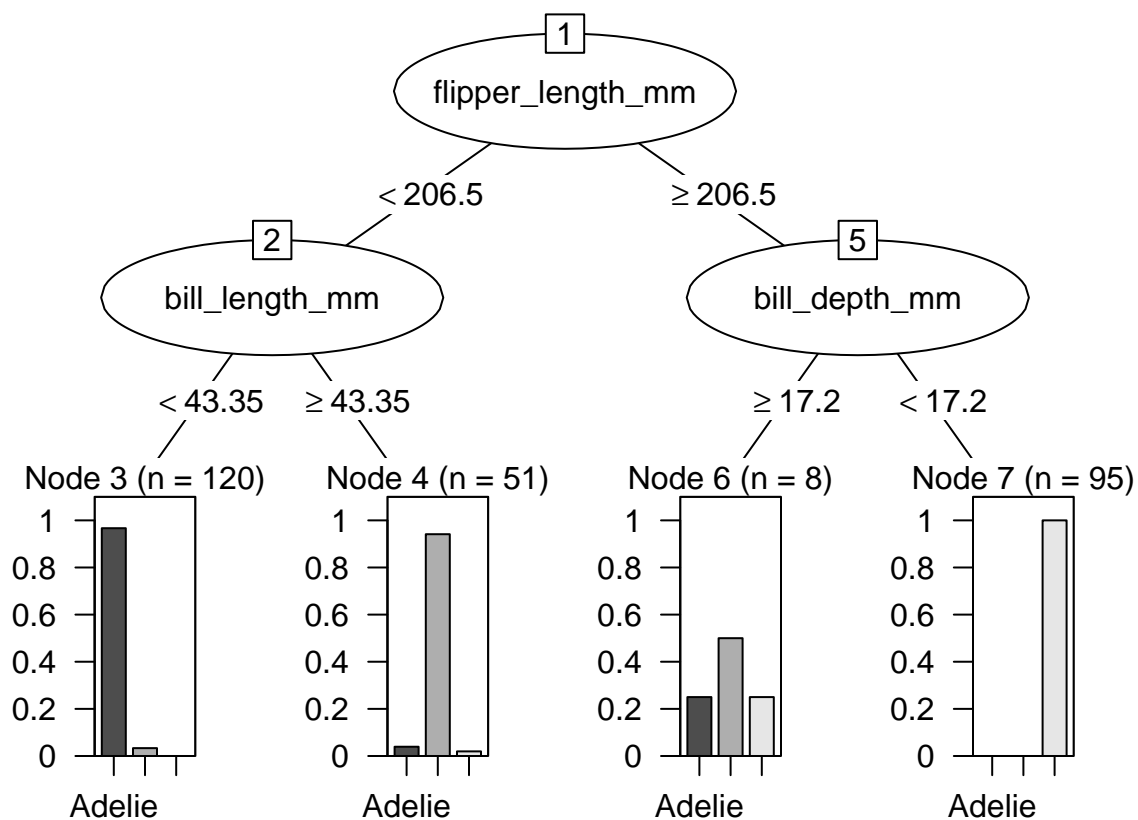 1
flipper_length_mm
< 206.5 ≥ 206.5
2 5
bill_length_mm bill_depth_mm
< 43.35 ≥ 43.35 ≥ 17.2 < 17.2
Node 3 (n = 120) Node 4 (n = 51) Node 6 (n = 8) Node 7 (n = 95)
1 1 1 1
0.8 0.8 0.8 0.8
0.6 0.6 0.6 0.6
0.4 0.4 0.4 0.4
0.2 0.2 0.2 0.2
0 0 0 0
Adelie Adelie Adelie Adelie